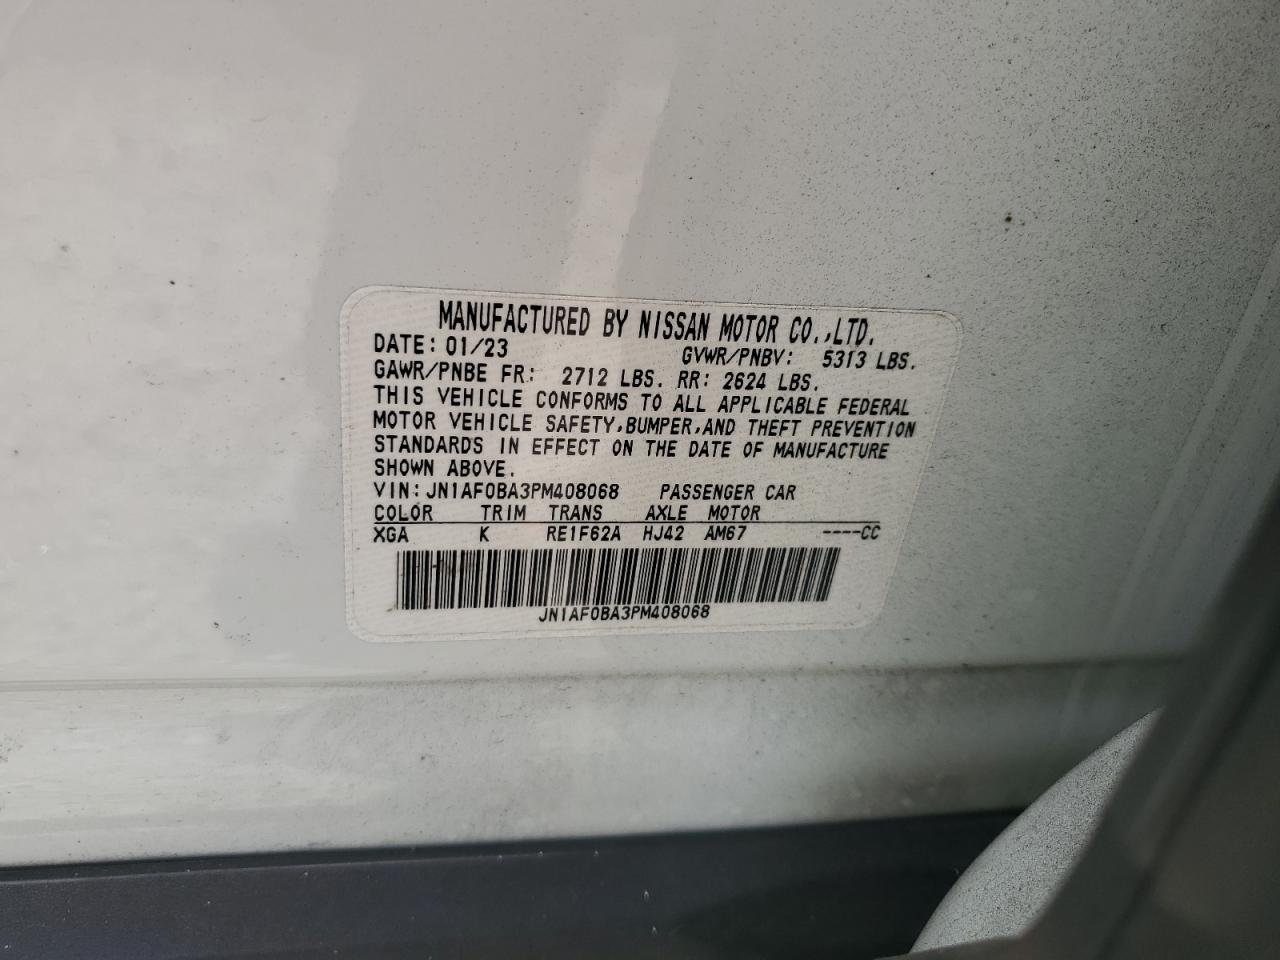 MANUFACTURED BY NISSAN MOTOR CO.,LTD.
DATE: 01/23 GVWR/PNBV: 5313 LBS.
GAWR/PNBE FR: 2712 LBS. RR: 2624 LBS.
THIS VEHICLE CONFORMS TO ALL APPLICABLE FEDERAL
MOTOR VEHICLE SAFETY,BUMPER,AND THEFT PREVENTION
STANDARDS IN EFFECT ON THE DATE OF MANUFACTURE
SHOWN ABOVE.
VIN: JN1AF0BA3PM408068 PASSENGER CAR
COLOR TRIM TRANS AXLE MOTOR
XGA K RE1F62A HJ42 AM67 ----CC
JN1AF0BA3PM408068